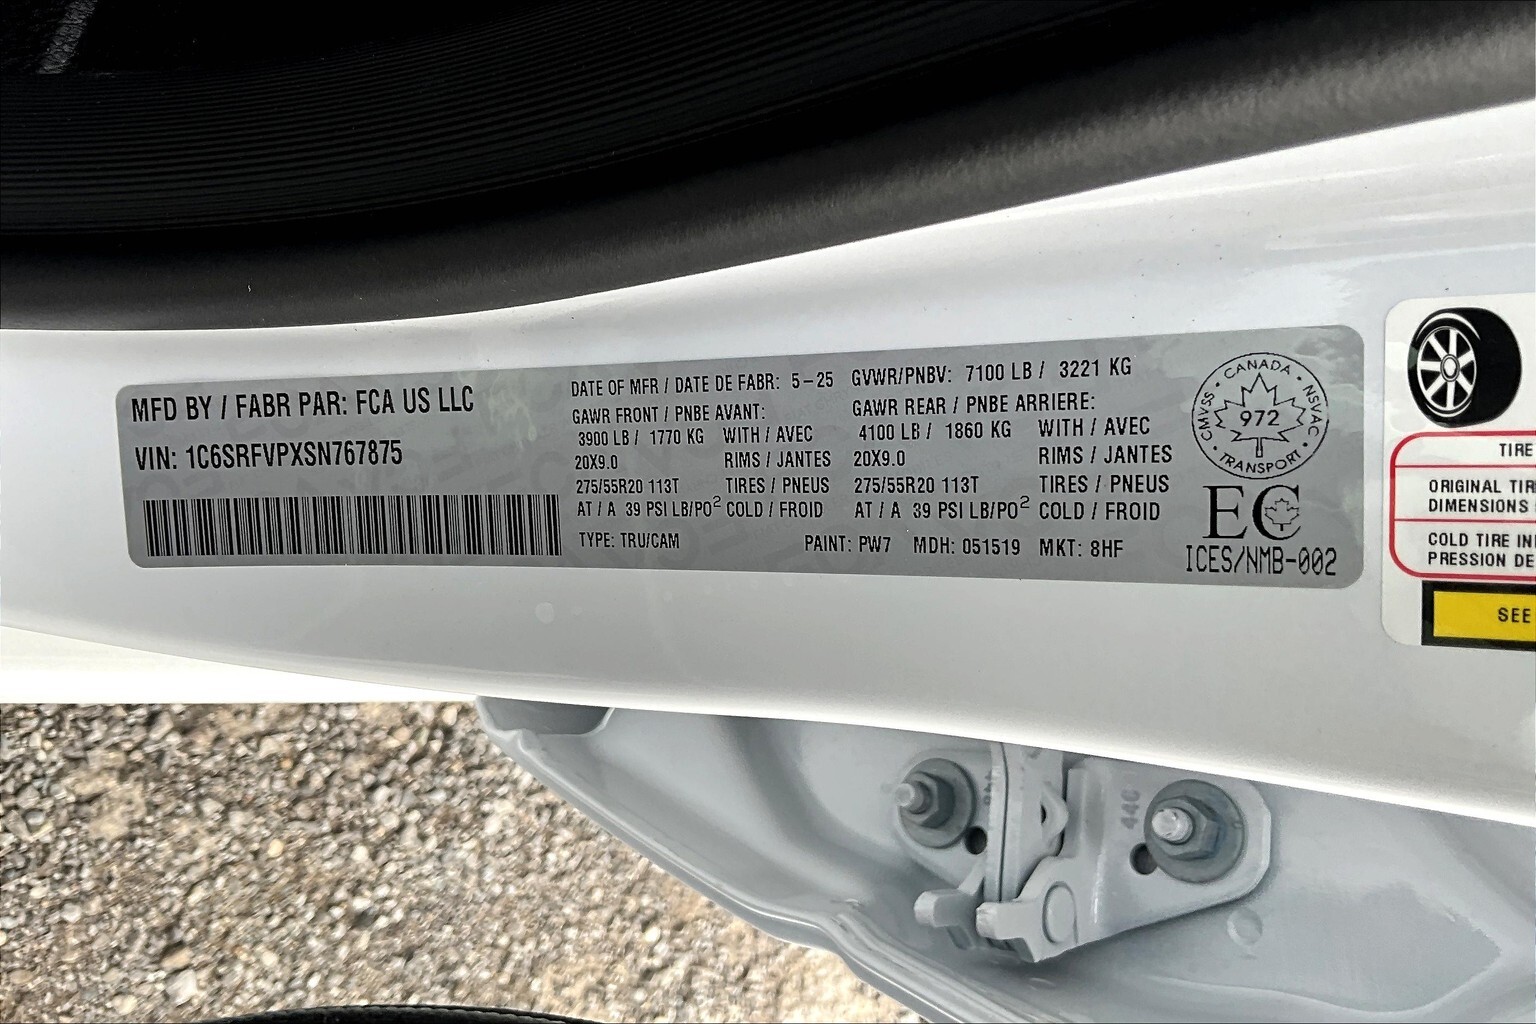 MFD BY / FABR PAR: FCA US LLC
VIN: 1C6SRFVPXSN767875
DATE OF MFR / DATE DE FABR: 5-25 GVWR/PNBV: 7100 LB / 3221 KG
GAWR FRONT / PNBE AVANT: GAWR REAR / PNBE ARRIERE:
3900 LB / 1770 KG WITH / AVEC 4100 LB / 1860 KG WITH / AVEC
20X9.0 RIMS / JANTES 20X9.0 RIMS / JANTES
275/55R20 113T TIRES / PNEUS 275/55R20 113T TIRES / PNEUS
AT / A 39 PSI LB/PO² COLD / FROID AT / A 39 PSI LB/PO² COLD / FROID
TYPE: TRU/CAM PAINT: PW7 MDH: 051519 MKT: 8HF
CANADA
CMVSS
972
NSVAC
TRANSPORT
EC
ICES/NMB-002
TIRE
ORIGINAL TIR
DIMENSIONS
COLD TIRE IN
PRESSION DE
SEE
446